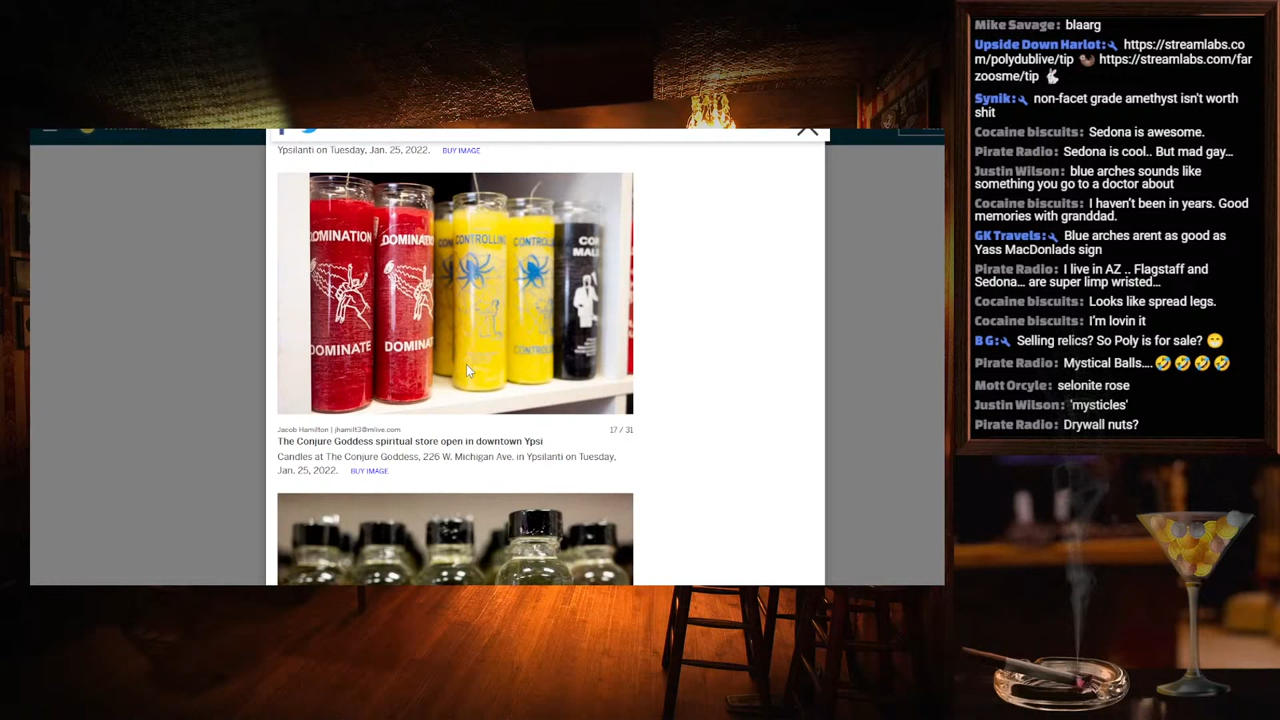 Ypsilanti on Tuesday, Jan. 25, 2022. BUY IMAGE
DOMINATION
DOMINATE
DOMINATE
CONTROLLING
CONTROLL
Jacob Hamilton | jhamilt3@mlive.com 17 / 31
The Conjure Goddess spiritual store open in downtown Ypsi
Candles at The Conjure Goddess, 226 W. Michigan Ave. in Ypsilanti on Tuesday,
Jan. 25, 2022. BUY IMAGE
Mike Savage: blaarg
Upside Down Harlot: https://streamlabs.co
m/polydublive/tip https://streamlabs.com/far
zoosme/tip
Synik: non-facet grade amethyst isn't worth
shit
Cocaine biscuits: Sedona is awesome.
Pirate Radio: Sedona is cool.. But mad gay...
Justin Wilson: blue arches sounds like
something you go to a doctor about
Cocaine biscuits: I haven't been in years. Good
memories with granddad.
GK Travels: Blue arches arent as good as
Yass MacDonlads sign
Pirate Radio: I live in AZ .. Flagstaff and
Sedona... are super limp wristed...
Cocaine biscuits: Looks like spread legs.
Cocaine biscuits: I'm lovin it
B G: Selling relics? So Poly is for sale? 😁
Pirate Radio: Mystical Balls.... 🤣 🤣 🤣 🤣
Mott Orcyle: selonite rose
Justin Wilson: 'mysticles'
Pirate Radio: Drywall nuts?